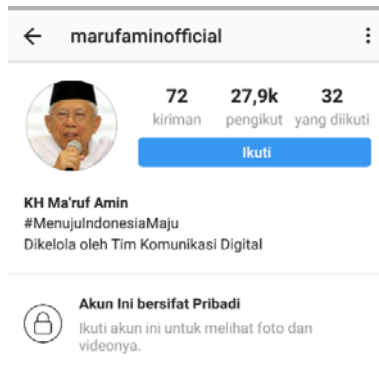 marufaminofficial
72 27,9k 32
kiriman pengikut yang diikuti
Ikuti
KH Ma'ruf Amin
#MenujuIndonesiaMaju
Dikelola oleh Tim Komunikasi Digital
Akun Ini bersifat Pribadi
Ikuti akun ini untuk melihat foto dan
videonya.